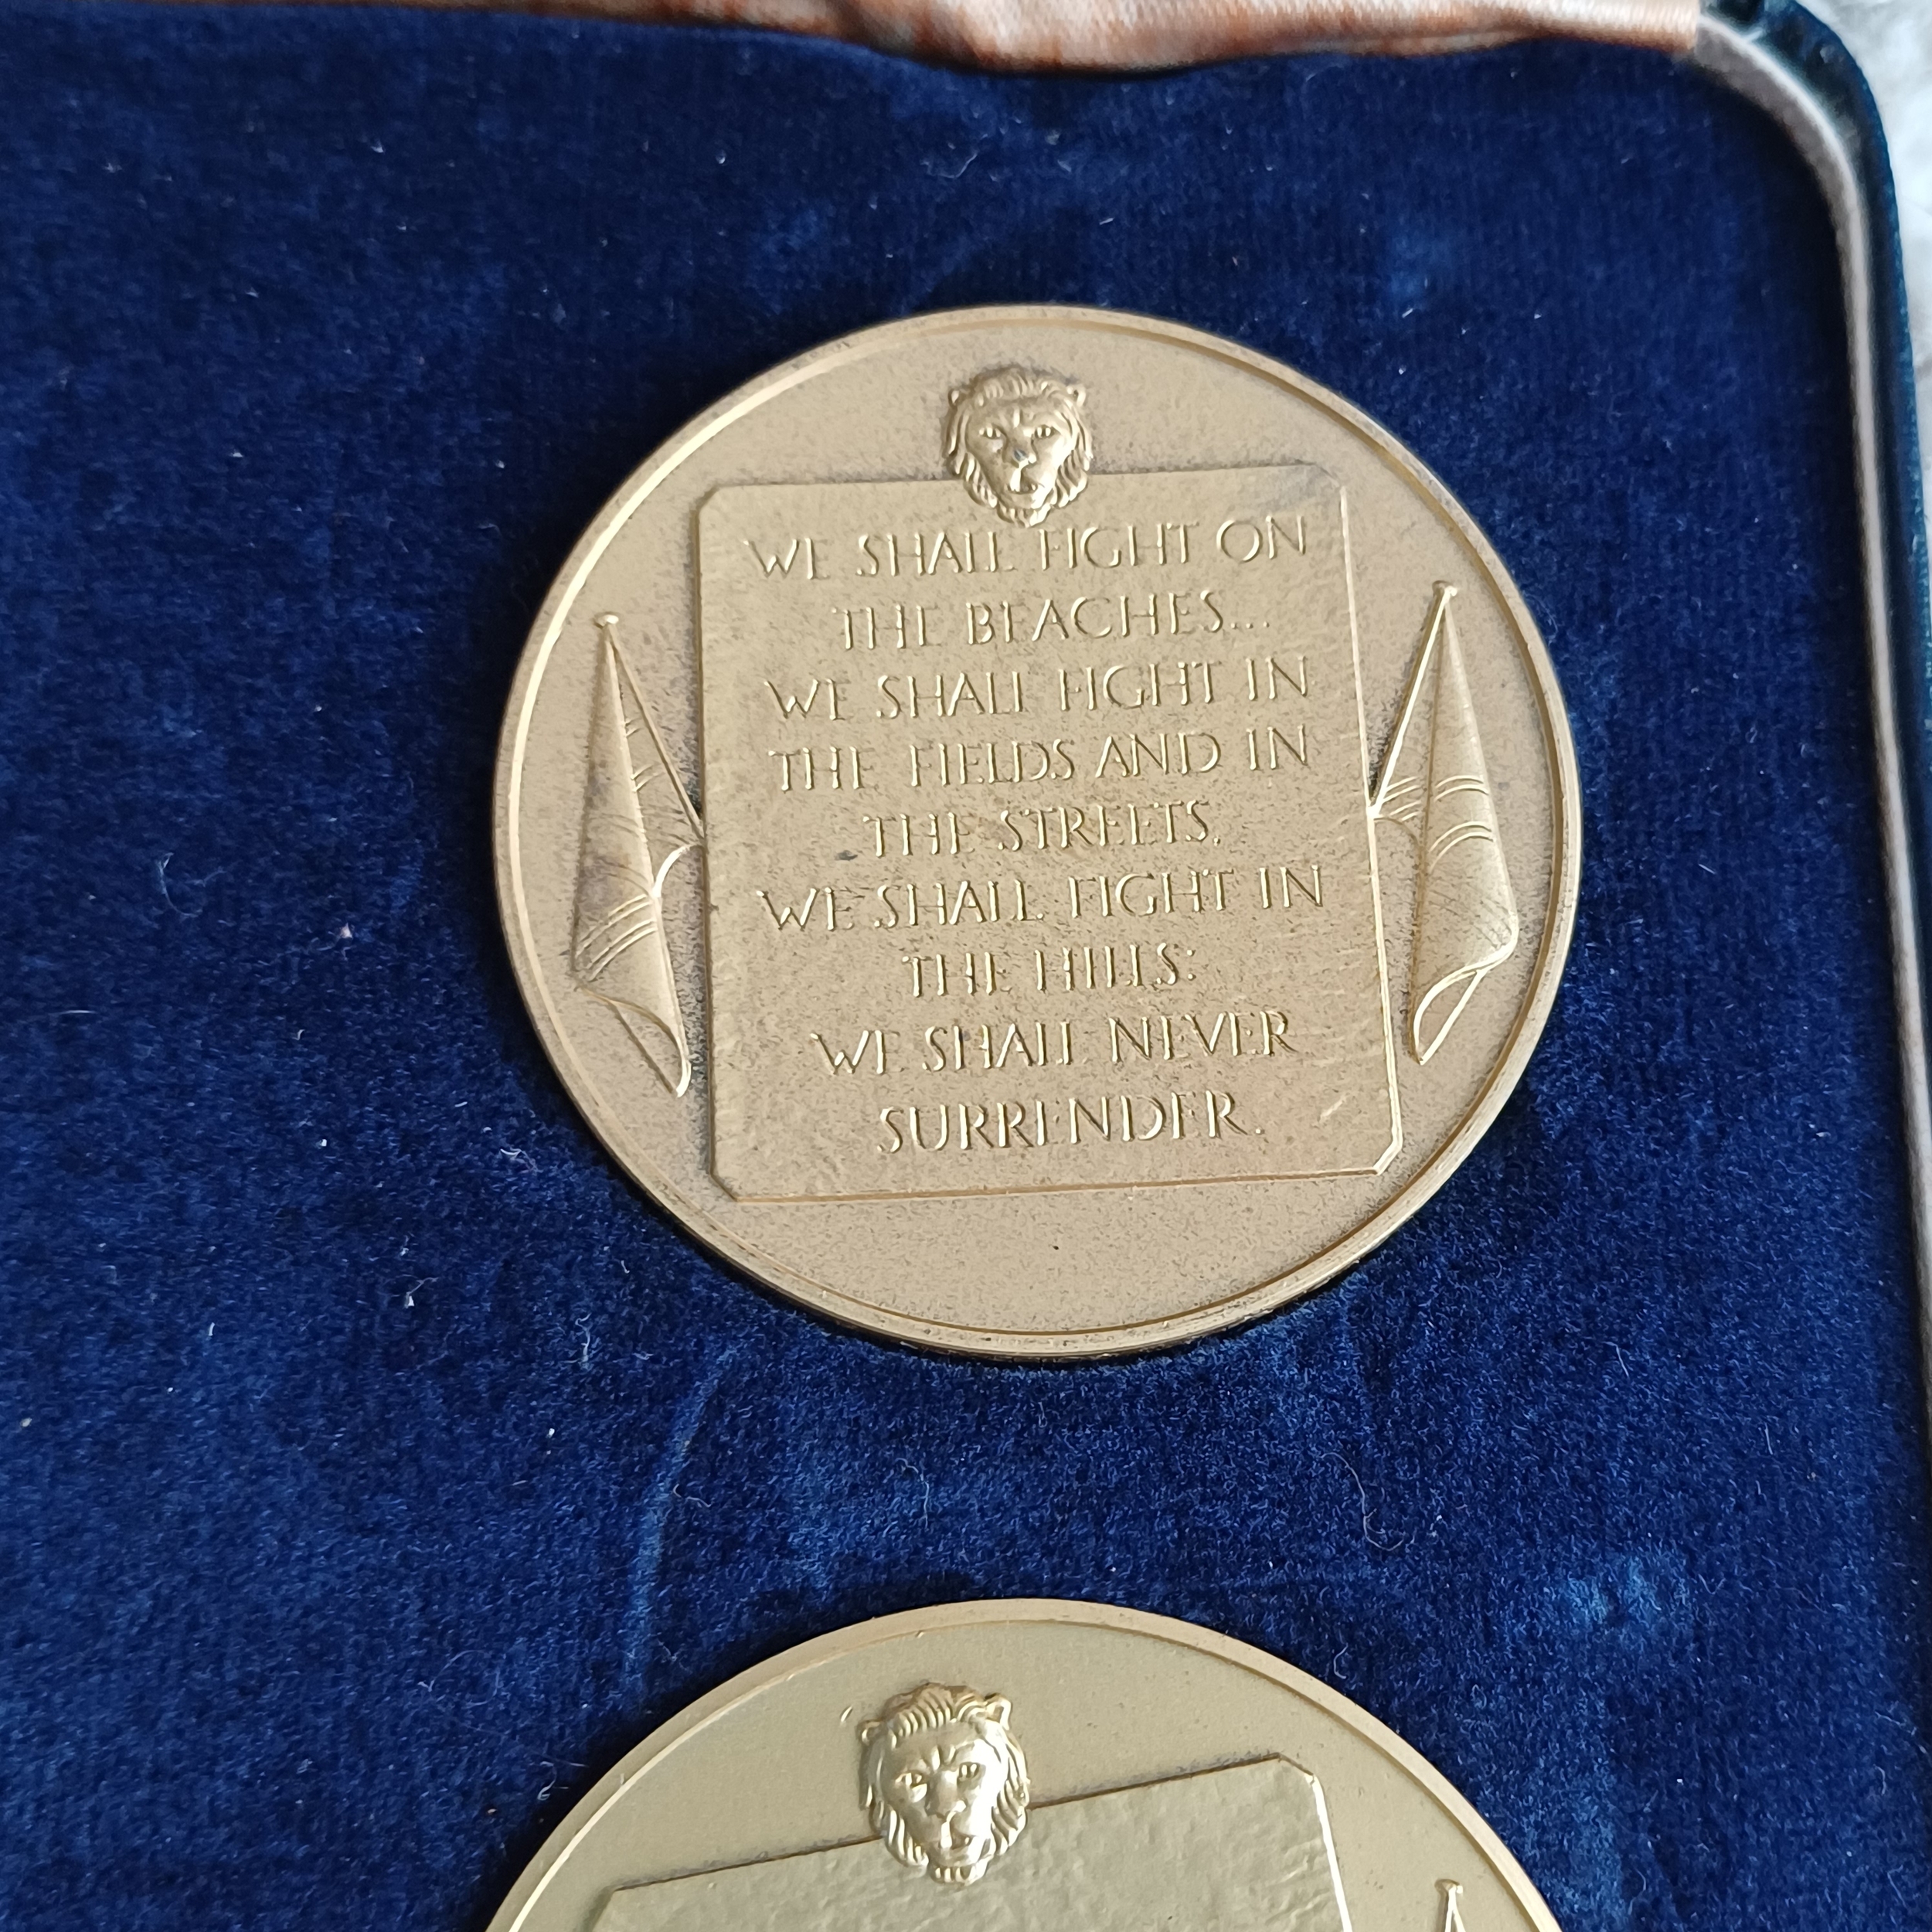 WE SHALL FIGHT ON
THE BEACHES...
WE SHALL FIGHT IN
THE FIELDS AND IN
THE STREETS,
WE SHALL FIGHT IN
THE HILLS:
WE SHALL NEVER
SURRENDER.